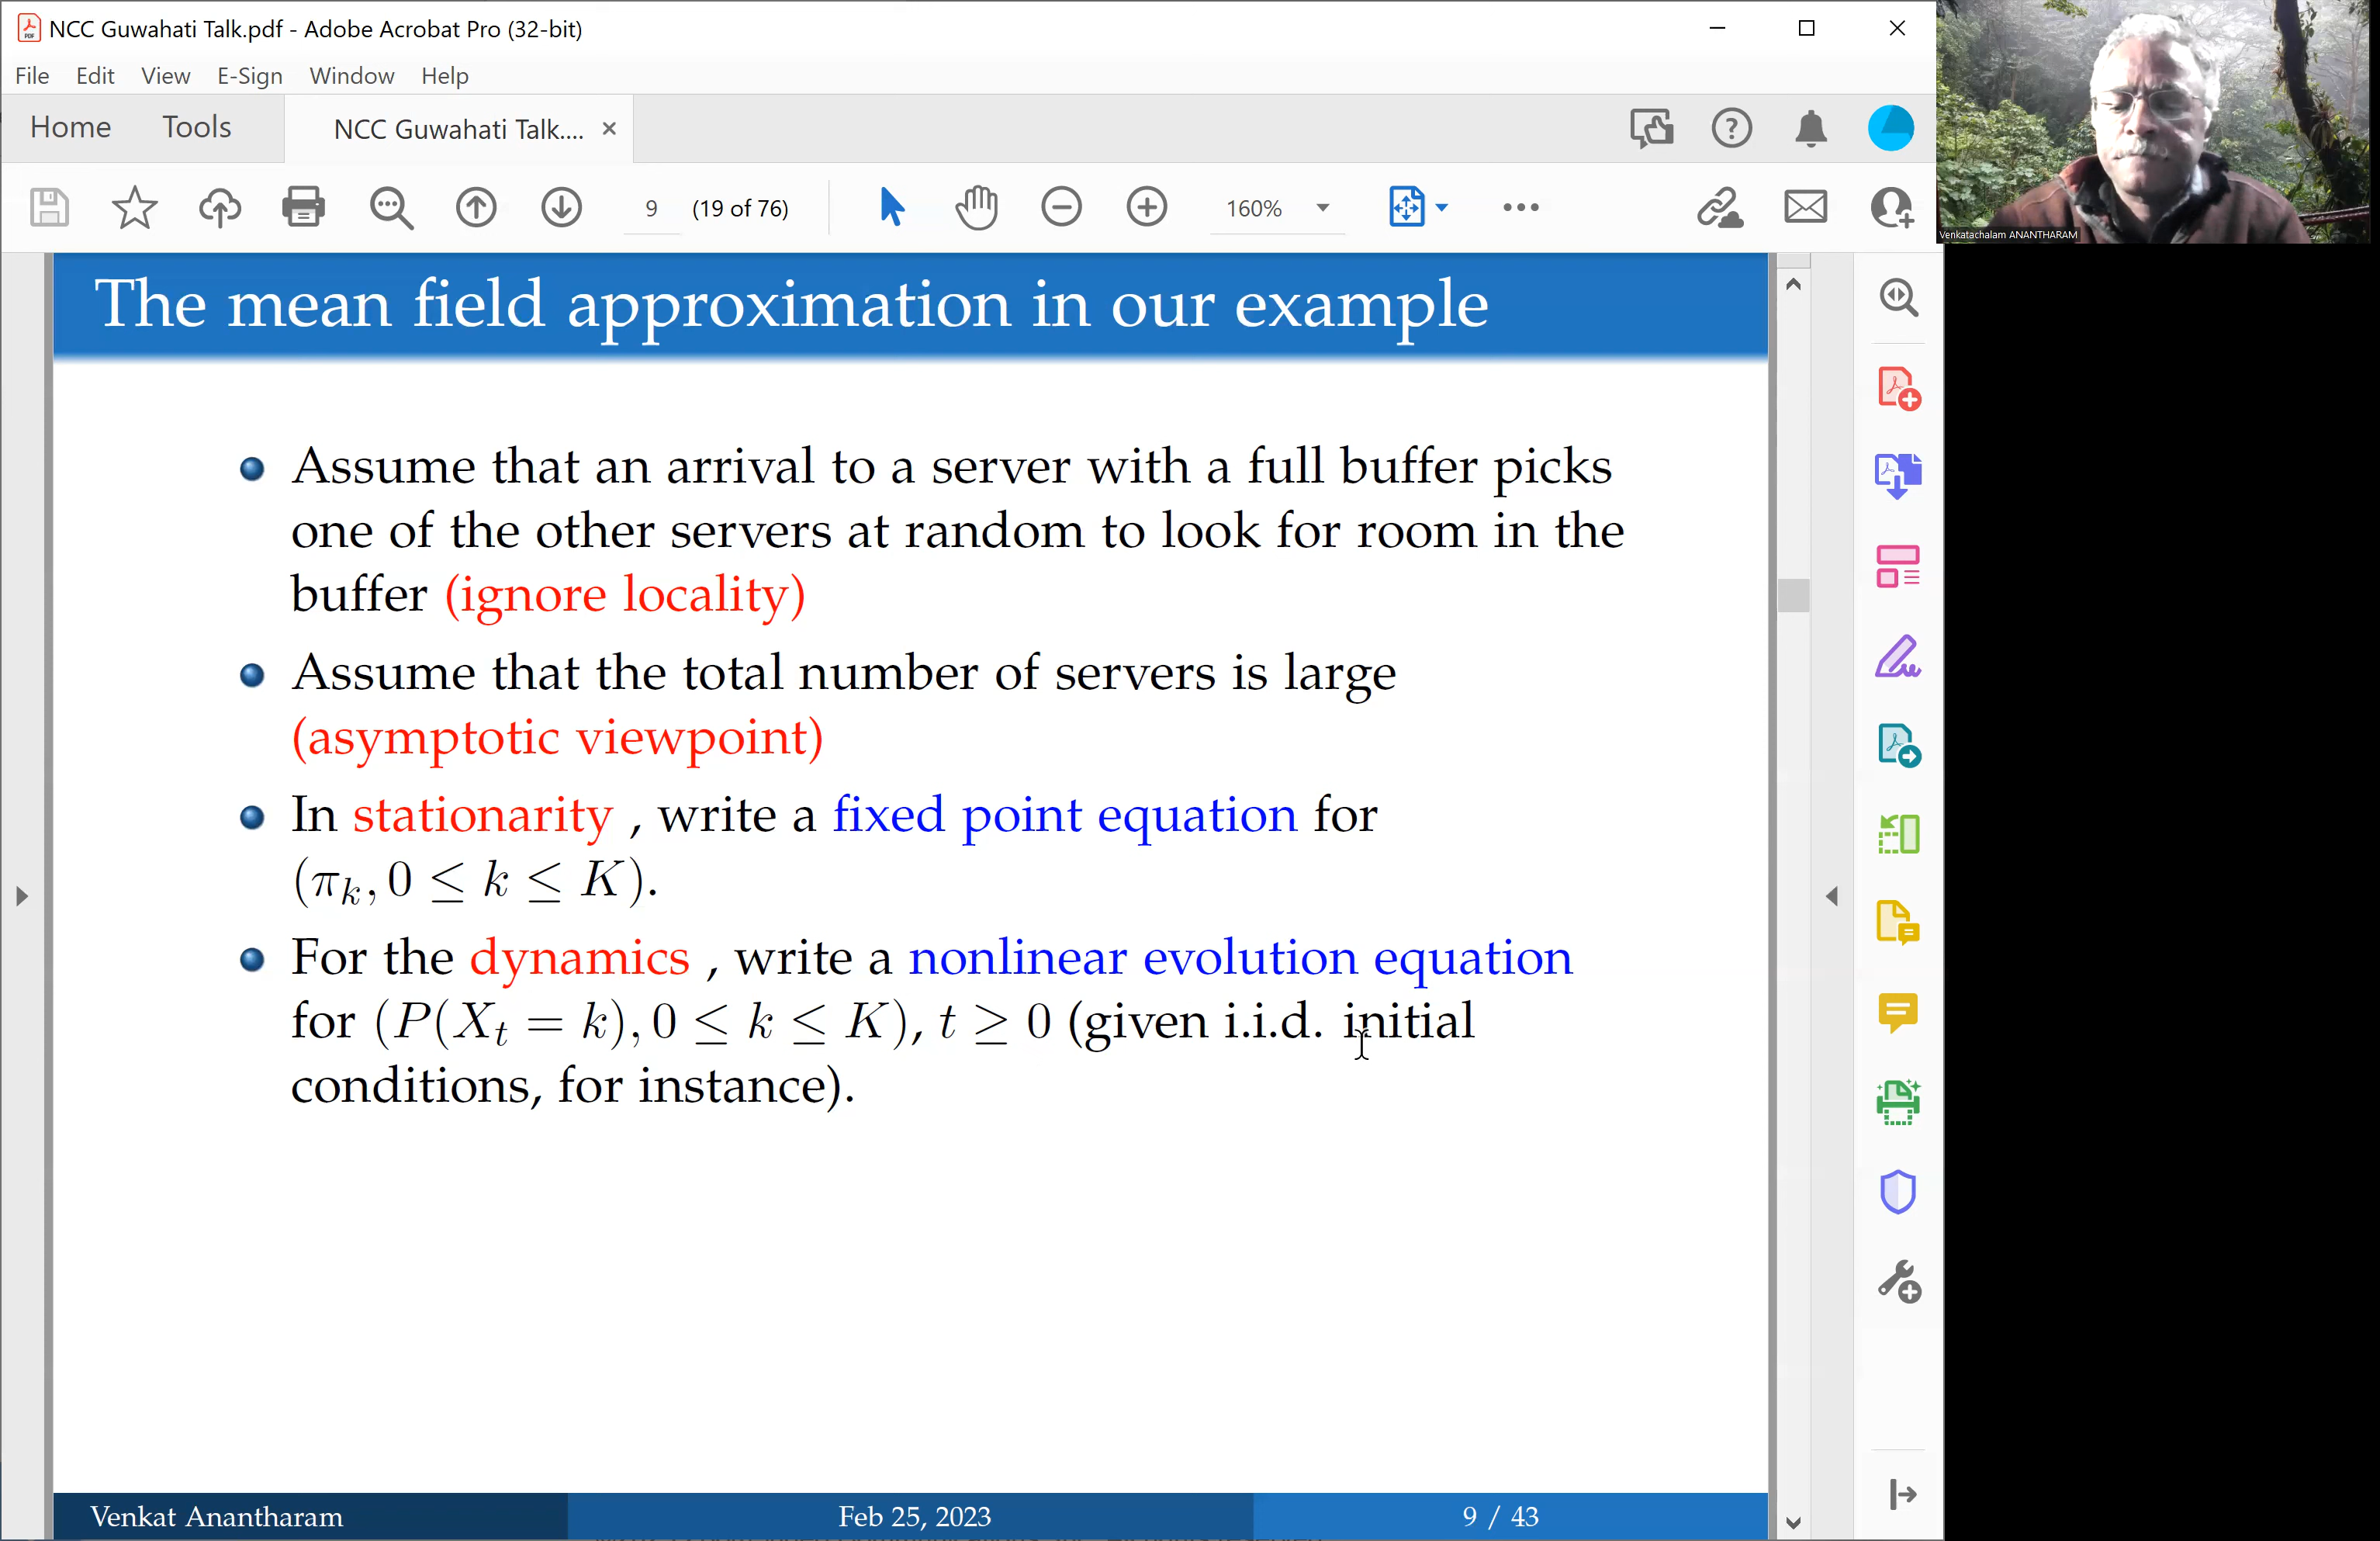 NCC Guwahati Talk.pdf - Adobe Acrobat Pro (32-bit)
File Edit View E-Sign Window Help
Home Tools NCC Guwahati Talk.... ×
9 (19 of 76) 160%
Venkatachalam ANANTHARAM
The mean field approximation in our example
Assume that an arrival to a server with a full buffer picks
one of the other servers at random to look for room in the
buffer (ignore locality)
Assume that the total number of servers is large
(asymptotic viewpoint)
In stationarity , write a fixed point equation for
(πₖ, 0 ≤ k ≤ K).
For the dynamics , write a nonlinear evolution equation
for (P(Xₜ = k), 0 ≤ k ≤ K), t ≥ 0 (given i.i.d. initial
conditions, for instance).
Venkat Anantharam Feb 25, 2023 9 / 43